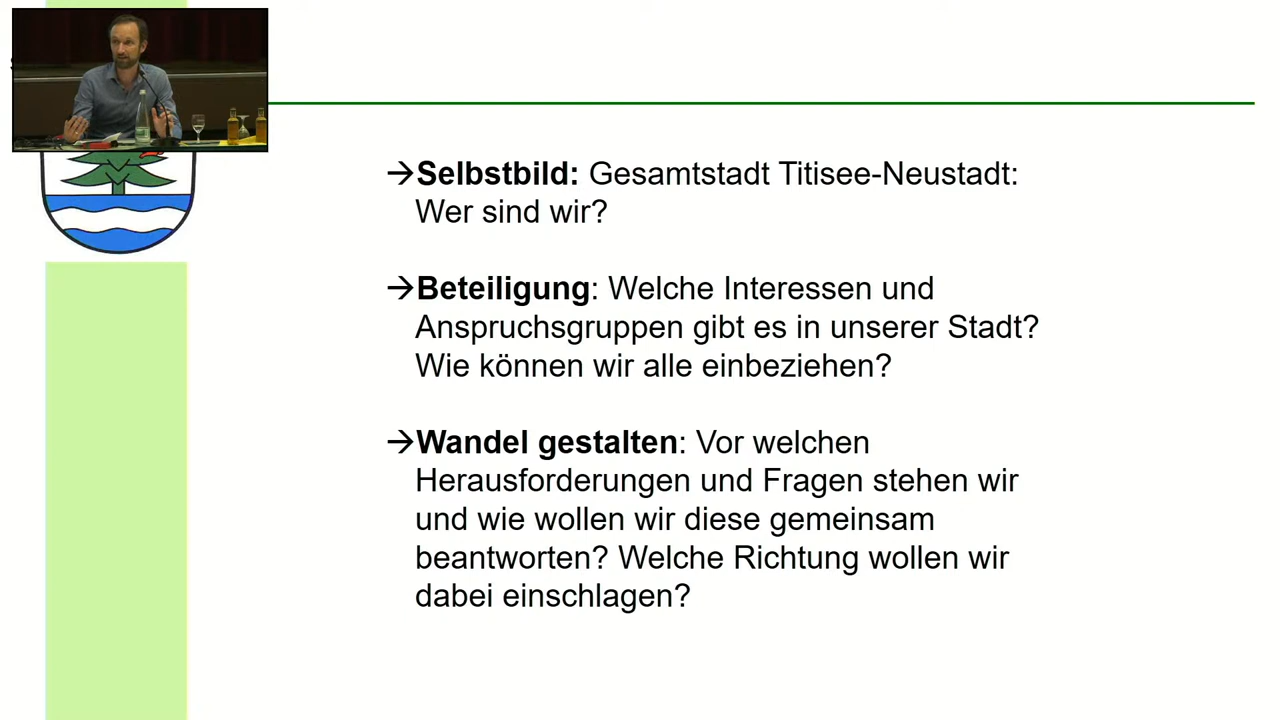 →Selbstbild: Gesamtstadt Titisee-Neustadt:
Wer sind wir?
→Beteiligung: Welche Interessen und
Anspruchsgruppen gibt es in unserer Stadt?
Wie können wir alle einbeziehen?
→Wandel gestalten: Vor welchen
Herausforderungen und Fragen stehen wir
und wie wollen wir diese gemeinsam
beantworten? Welche Richtung wollen wir
dabei einschlagen?